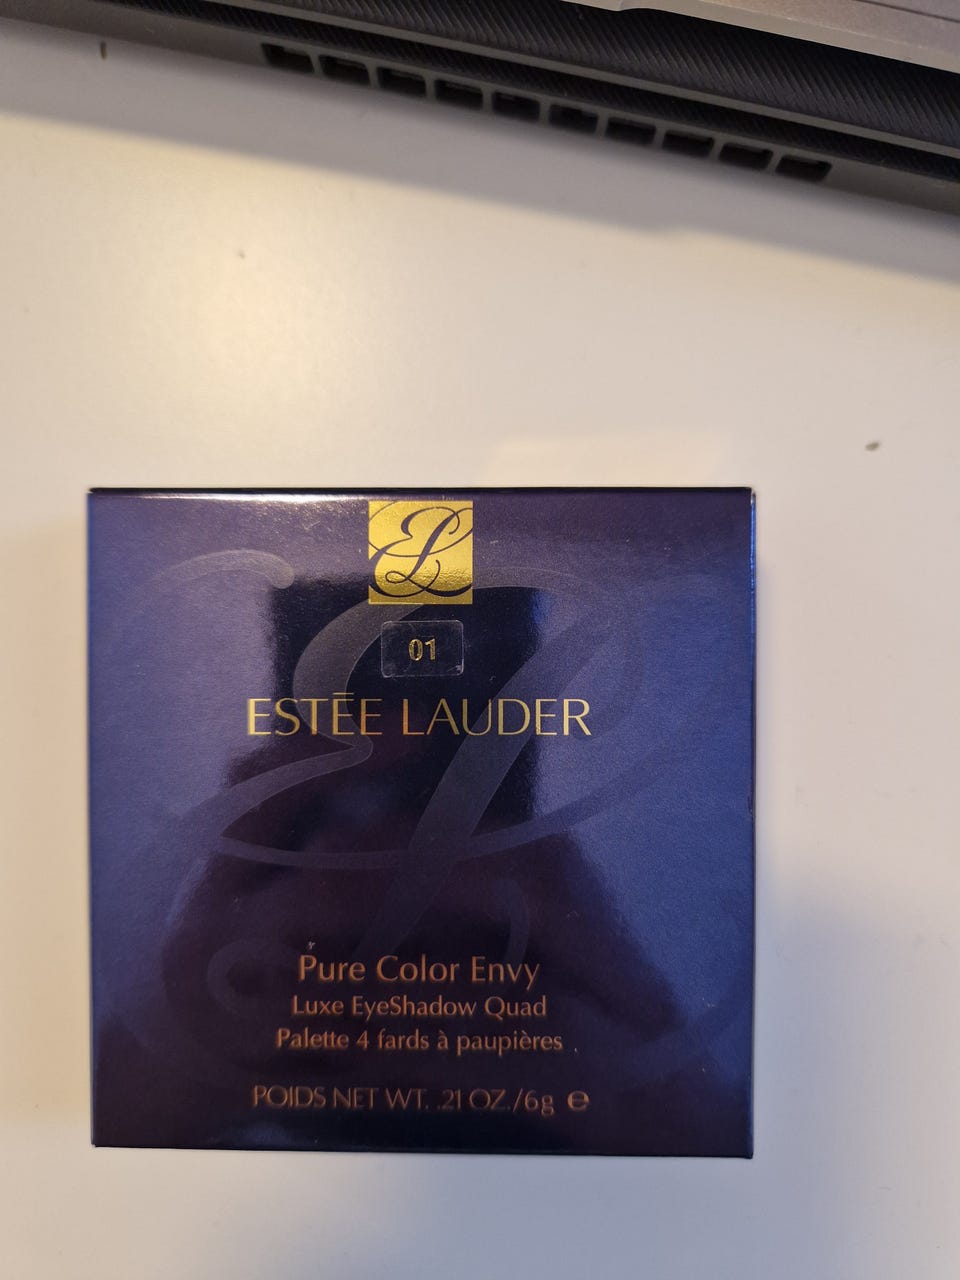 EL
01
ESTĒE LAUDER
Pure Color Envy
Luxe EyeShadow Quad
Palette 4 fards à paupières
POIDS NET WT. .21 OZ./6g ℮